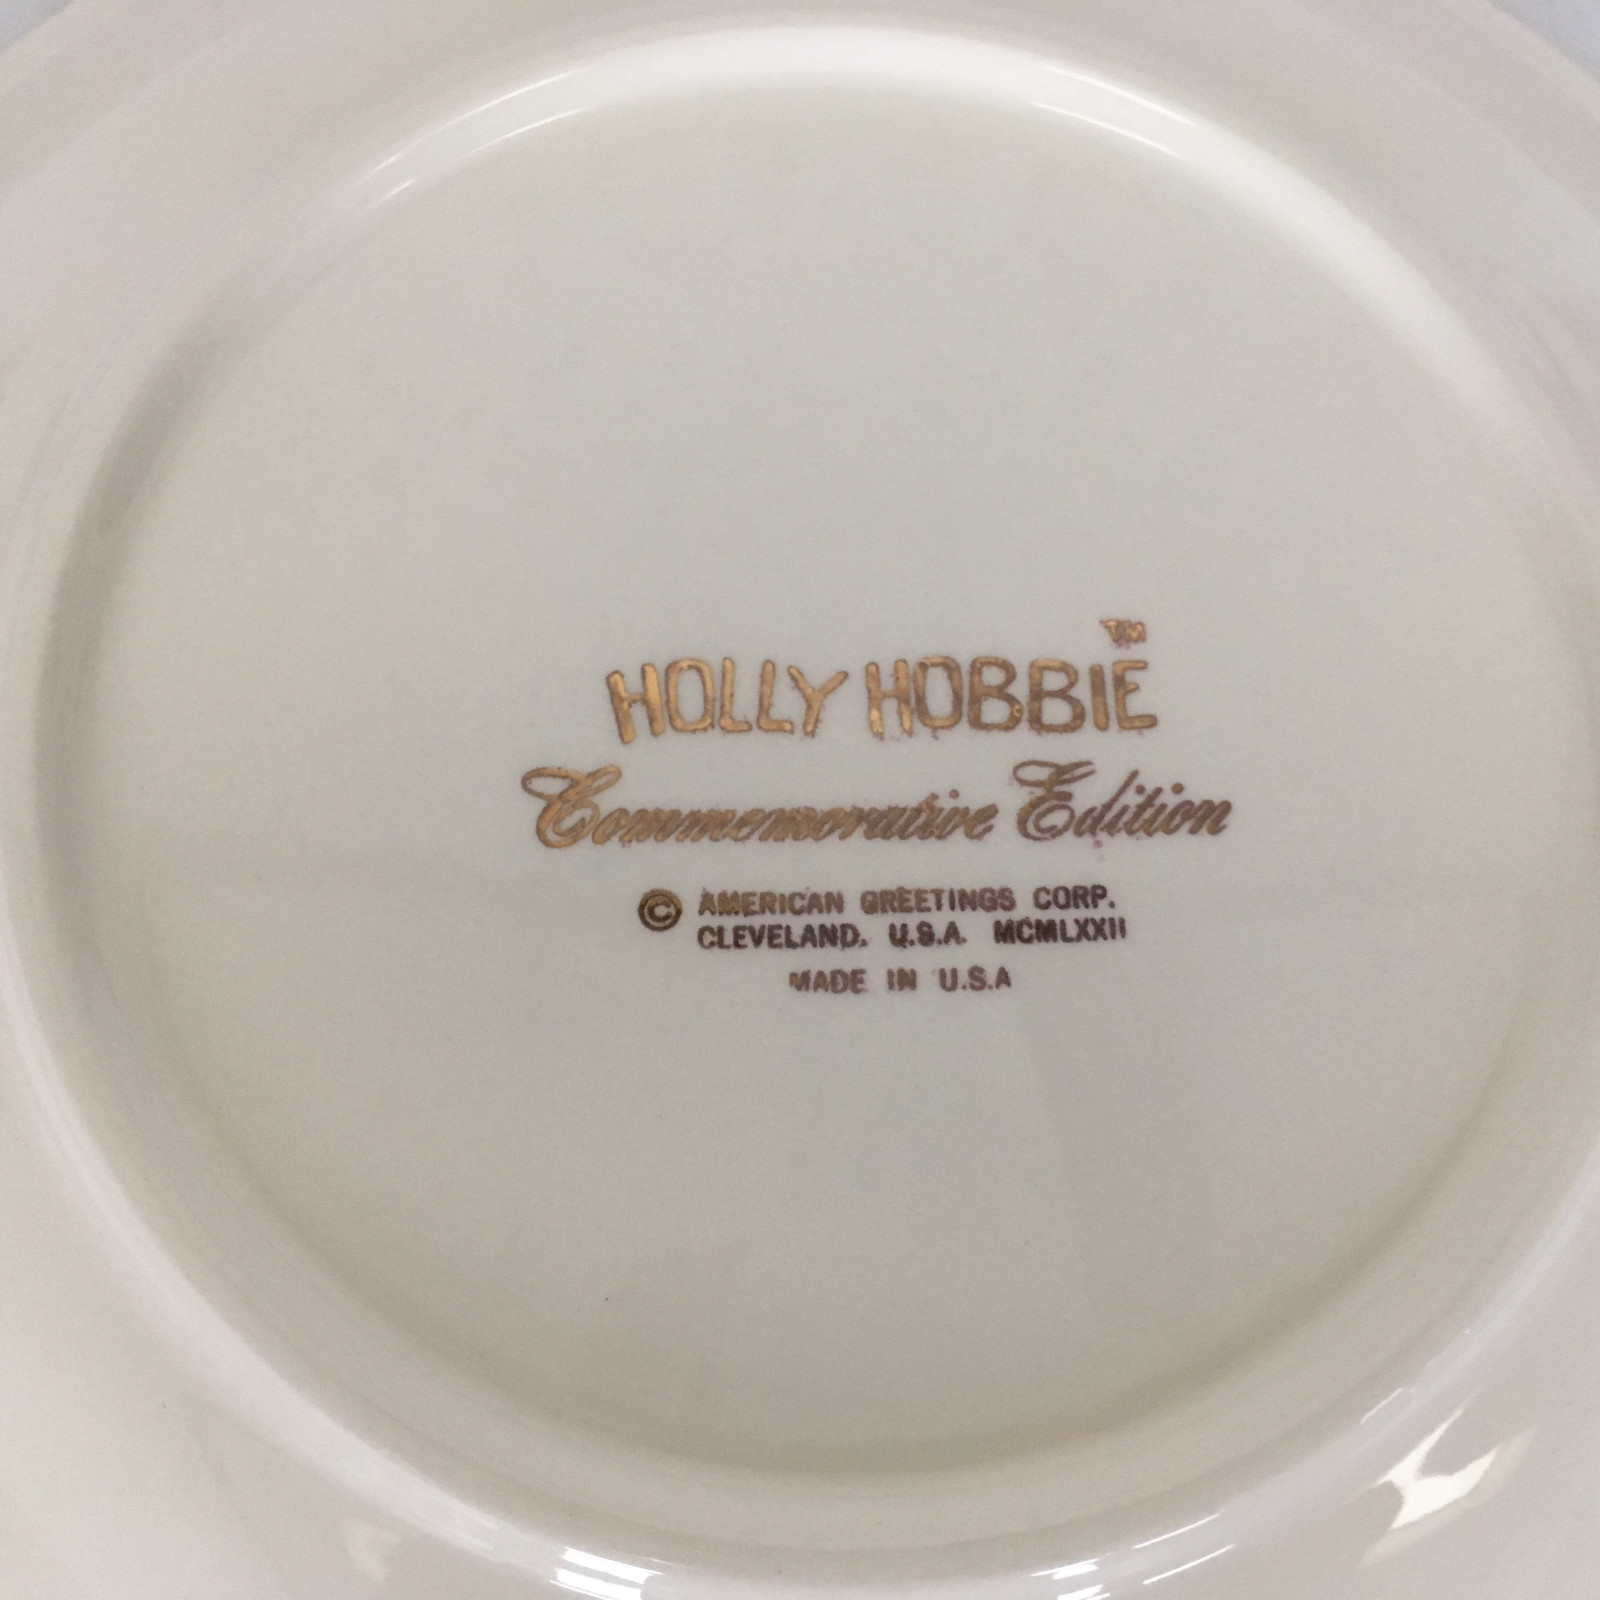 HOLLY HOBBIE™
Commemorative Edition
© AMERICAN GREETINGS CORP.
CLEVELAND. U.S.A. MCMLXXII
MADE IN U.S.A